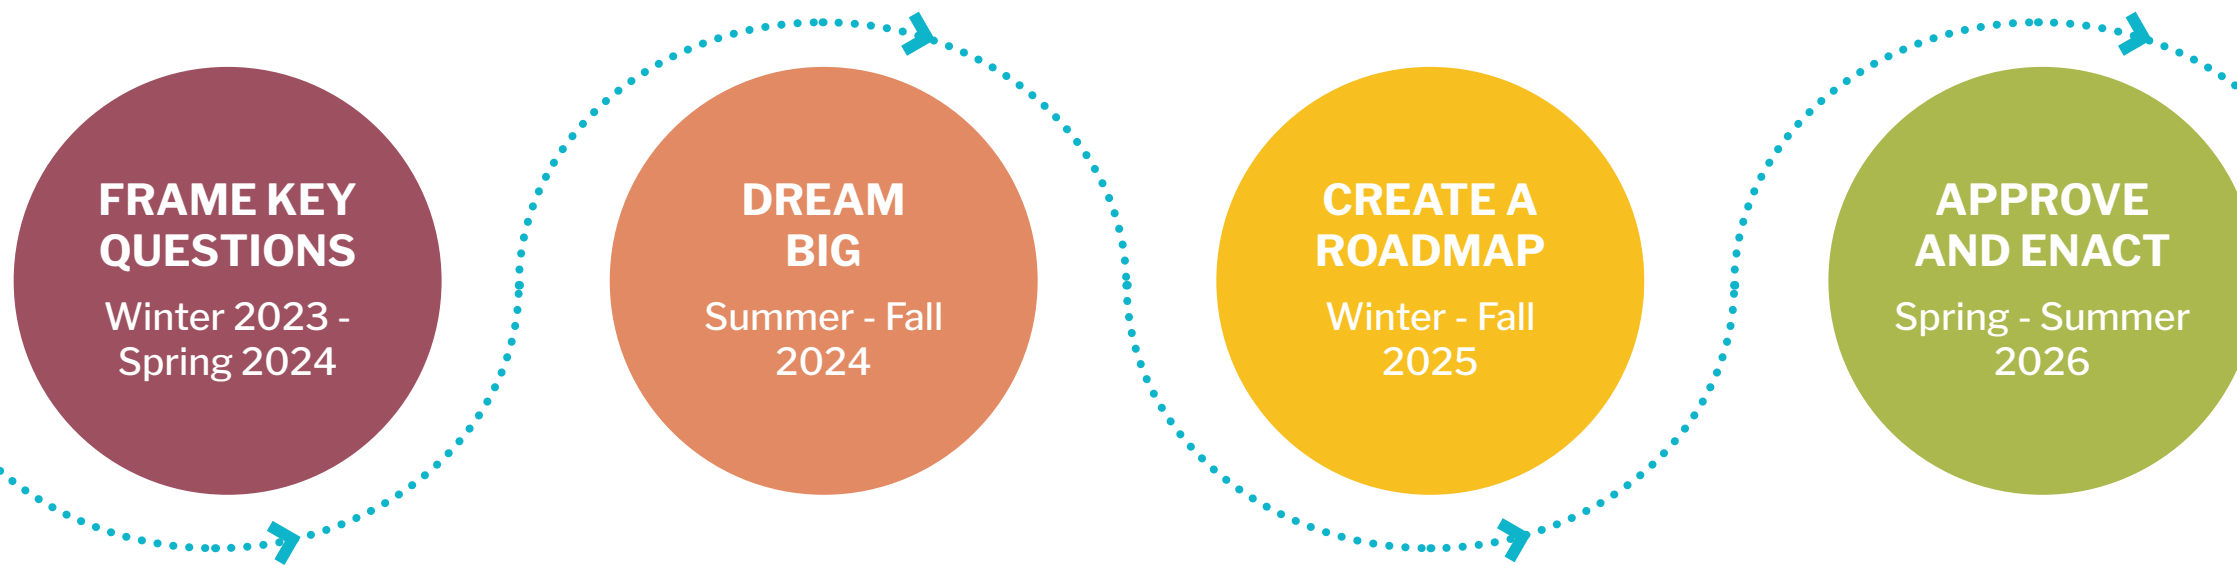 FRAME KEY
QUESTIONS
Winter 2023 -
Spring 2024
DREAM
BIG
Summer - Fall
2024
CREATE A
ROADMAP
Winter - Fall
2025
APPROVE
AND ENACT
Spring - Summer
2026